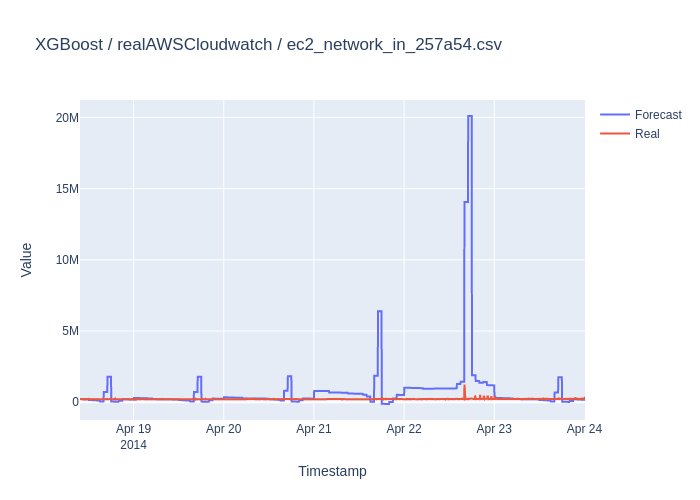 XGBoost / realAWSCloudwatch / ec2_network_in_257a54.csv
Forecast
Real
20M
15M
10M
5M
0
Value
Apr 19
2014
Apr 20
Apr 21
Apr 22
Apr 23
Apr 24
Timestamp